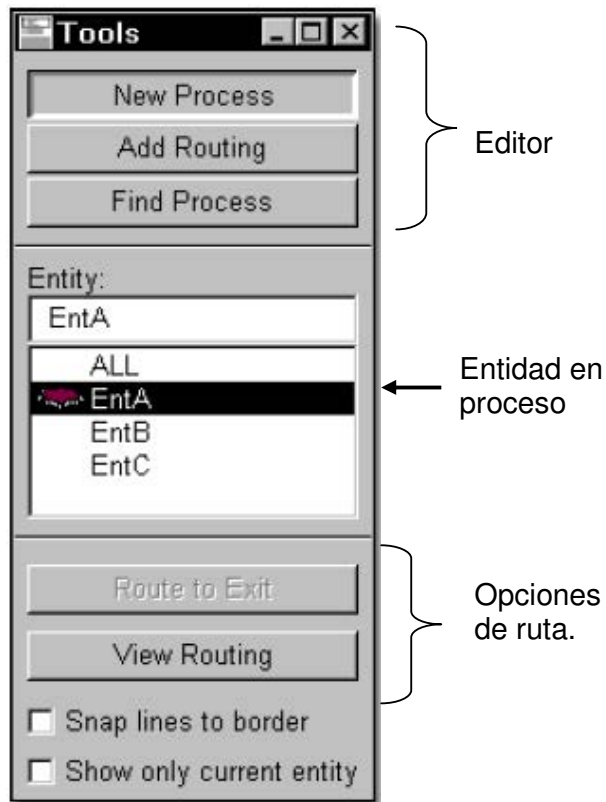 Tools
New Process
Add Routing
Find Process
Editor
Entity:
EntA
ALL
EntA
EntB
EntC
Entidad en
proceso
Route to Exit
View Routing
Opciones
de ruta.
Snap lines to border
Show only current entity